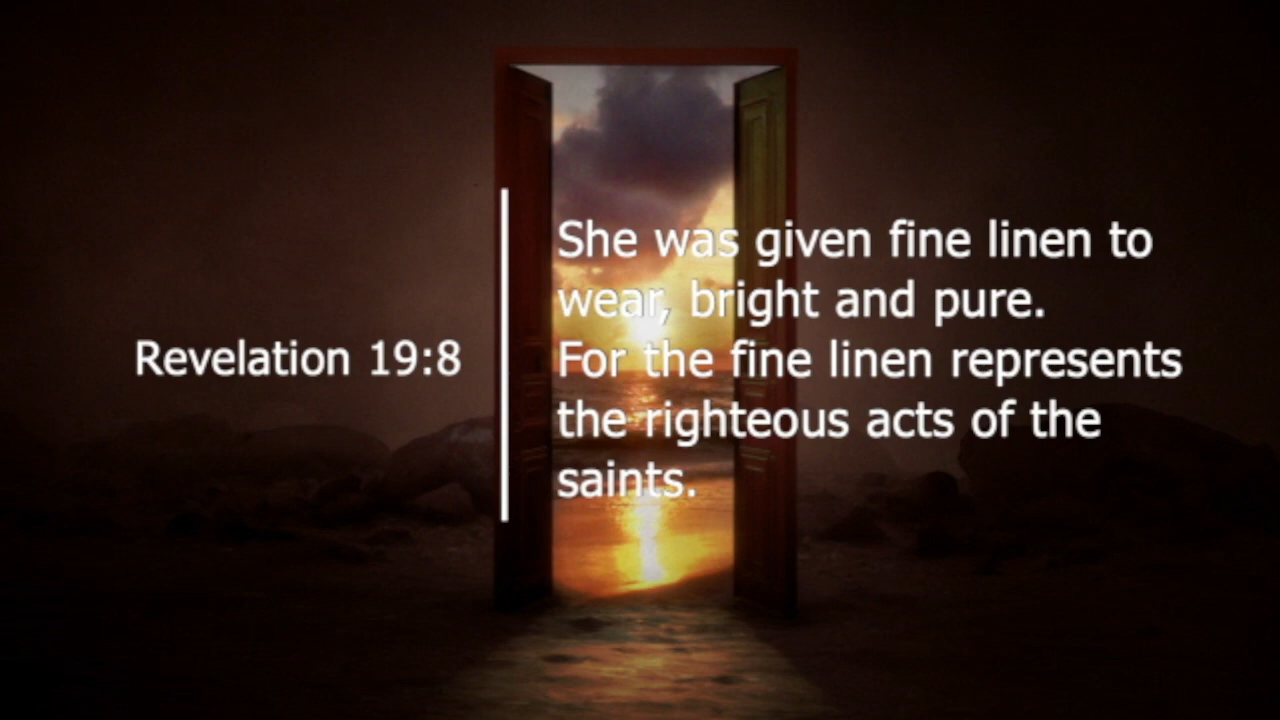 Revelation 19:8
She was given fine linen to
wear, bright and pure.
For the fine linen represents
the righteous acts of the
saints.